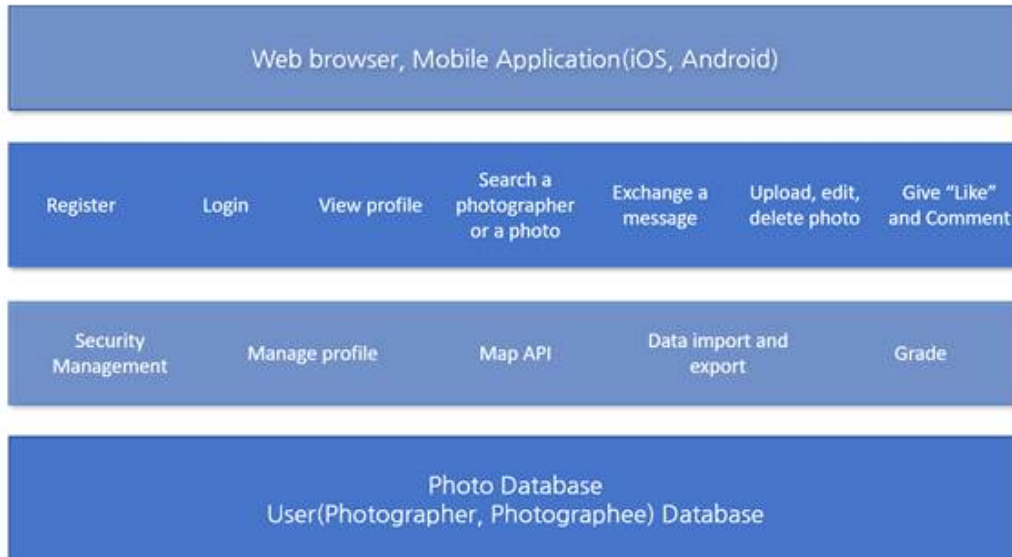 Web browser, Mobile Application(iOS, Android)
Register
Login
View profile
Search a
photographer
or a photo
Exchange a
message
Upload, edit,
delete photo
Give “Like”
and Comment
Security
Management
Manage profile
Map API
Data import and
export
Grade
Photo Database
User(Photographer, Photographee) Database